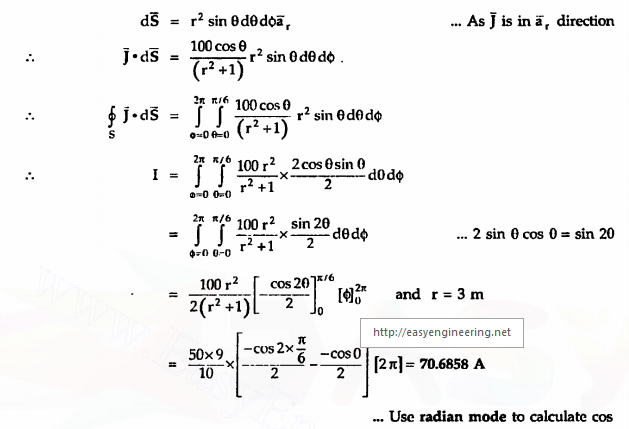 dS̄ = r² sin θ dθ dϕ ā_r ... As J̄ is in ā_r direction
∴ J̄ • dS̄ = 100 cos θ / (r² +1) r² sin θ dθ dϕ .
∴ ∮_S J̄ • dS̄ = ∫_{ϕ=0}^{2π} ∫_{θ=0}^{π/6} 100 cos θ / (r² +1) r² sin θ dθ dϕ
∴ I = ∫_{ϕ=0}^{2π} ∫_{θ=0}^{π/6} 100 r² / r² +1 × 2 cos θ sin θ / 2 dθ dϕ
= ∫_{ϕ=0}^{2π} ∫_{θ=0}^{π/6} 100 r² / r² +1 × sin 2θ / 2 dθ dϕ ... 2 sin θ cos θ = sin 2θ
= 100 r² / 2(r² +1) [ - cos 2θ / 2 ]_0^{π/6} [ϕ]_0^{2π} and r = 3 m
http://easyengineering.net
= 50×9 / 10 × [ -cos 2× π/6 / 2 - -cos 0 / 2 ] [2π] = 70.6858 A
... Use radian mode to calculate cos